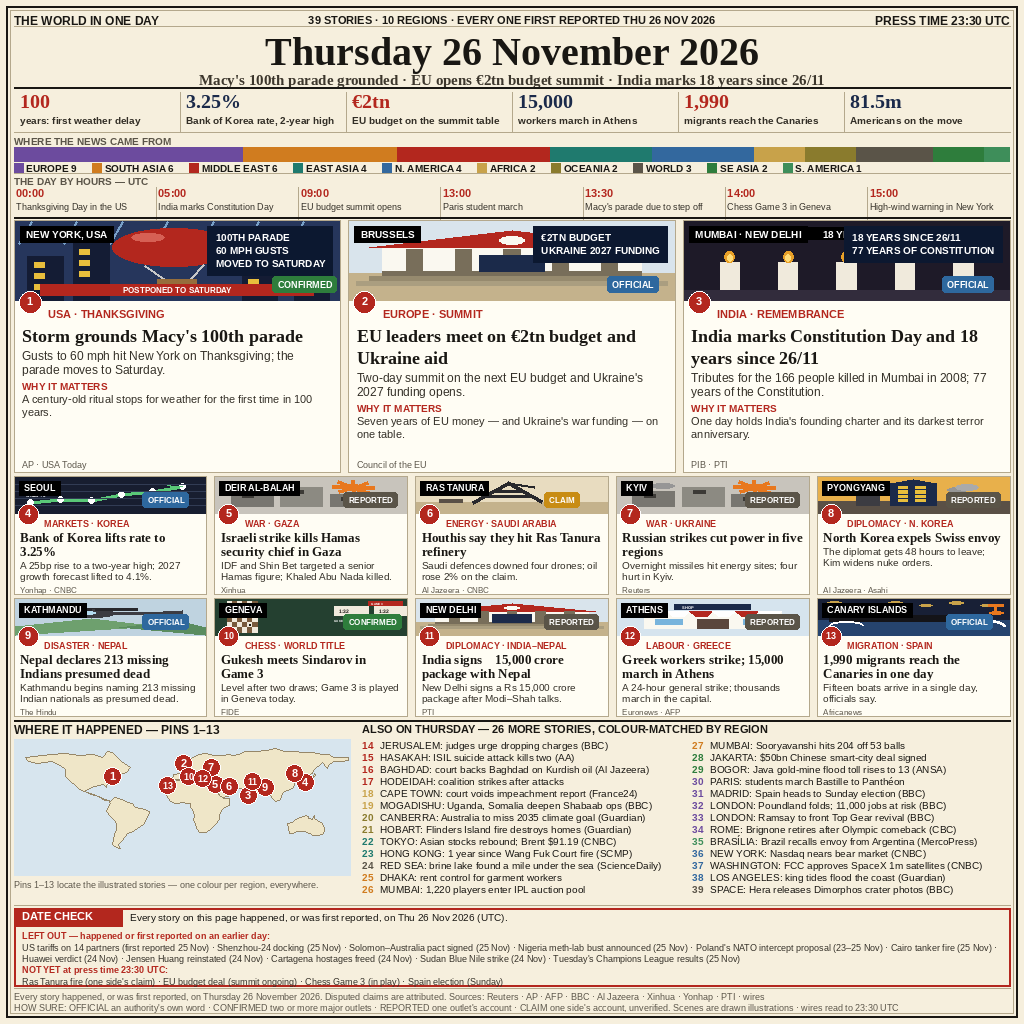 THE WORLD IN ONE DAY
39 STORIES · 10 REGIONS · EVERY ONE FIRST REPORTED THU 26 NOV 2026
PRESS TIME 23:30 UTC
Thursday 26 November 2026
Macy's 100th parade grounded · EU opens €2tn budget summit · India marks 18 years since 26/11
100
years: first weather delay
3.25%
Bank of Korea rate, 2-year high
€2tn
EU budget on the summit table
15,000
workers march in Athens
1,990
migrants reach the Canaries
81.5m
Americans on the move
WHERE THE NEWS CAME FROM
EUROPE 9 SOUTH ASIA 6 MIDDLE EAST 6 EAST ASIA 4 N. AMERICA 4 AFRICA 2 OCEANIA 2 WORLD 3 SE ASIA 2 S. AMERICA 1
THE DAY BY HOURS — UTC
00:00
Thanksgiving Day in the US
05:00
India marks Constitution Day
09:00
EU budget summit opens
13:00
Paris student march
13:30
Macy's parade due to step off
14:00
Chess Game 3 in Geneva
15:00
High-wind warning in New York
NEW YORK, USA
100TH PARADE
60 MPH GUSTS
MOVED TO SATURDAY
POSTPONED TO SATURDAY
CONFIRMED
1
USA · THANKSGIVING
Storm grounds Macy's 100th parade
Gusts to 60 mph hit New York on Thanksgiving; the
parade moves to Saturday.
WHY IT MATTERS
A century-old ritual stops for weather for the first time in 100
years.
AP · USA Today
BRUSSELS
€2TN BUDGET
UKRAINE 2027 FUNDING
OFFICIAL
2
EUROPE · SUMMIT
EU leaders meet on €2tn budget and
Ukraine aid
Two-day summit on the next EU budget and Ukraine's
2027 funding opens.
WHY IT MATTERS
Seven years of EU money — and Ukraine's war funding — on
one table.
Council of the EU
MUMBAI · NEW DELHI
18 Y
18 YEARS SINCE 26/11
77 YEARS OF CONSTITUTION
OFFICIAL
3
INDIA · REMEMBRANCE
India marks Constitution Day and 18
years since 26/11
Tributes for the 166 people killed in Mumbai in 2008; 77
years of the Constitution.
WHY IT MATTERS
One day holds India's founding charter and its darkest terror
anniversary.
PIB · PTI
SEOUL
OFFICIAL
4
MARKETS · KOREA
Bank of Korea lifts rate to
3.25%
A 25bp rise to a two-year high; 2027
growth forecast lifted to 4.1%.
Yonhap · CNBC
DEIR AL-BALAH
REPORTED
5
WAR · GAZA
Israeli strike kills Hamas
security chief in Gaza
IDF and Shin Bet targeted a senior
Hamas figure; Khaled Abu Nada killed.
Xinhua
RAS TANURA
CLAIM
6
ENERGY · SAUDI ARABIA
Houthis say they hit Ras Tanura
refinery
Saudi defences downed four drones; oil
rose 2% on the claim.
Al Jazeera · CNBC
KYIV
REPORTED
7
WAR · UKRAINE
Russian strikes cut power in five
regions
Overnight missiles hit energy sites; four
hurt in Kyiv.
Reuters
PYONGYANG
REPORTED
8
DIPLOMACY · N. KOREA
North Korea expels Swiss envoy
The diplomat gets 48 hours to leave;
Kim widens nuke orders.
Al Jazeera · Asahi
KATHMANDU
OFFICIAL
9
DISASTER · NEPAL
Nepal declares 213 missing
Indians presumed dead
Kathmandu begins naming 213 missing
Indian nationals as presumed dead.
The Hindu
GENEVA
1:32
1:32
CONFIRMED
10
CHESS · WORLD TITLE
Gukesh meets Sindarov in
Game 3
Level after two draws; Game 3 is played
in Geneva today.
FIDE
NEW DELHI
REPORTED
11
DIPLOMACY · INDIA–NEPAL
India signs 15,000 crore
package with Nepal
New Delhi signs a Rs 15,000 crore
package after Modi–Shah talks.
PTI
ATHENS
SHOP
REPORTED
12
LABOUR · GREECE
Greek workers strike; 15,000
march in Athens
A 24-hour general strike; thousands
march in the capital.
Euronews · AFP
CANARY ISLANDS
OFFICIAL
13
MIGRATION · SPAIN
1,990 migrants reach the
Canaries in one day
Fifteen boats arrive in a single day,
officials say.
Africanews
WHERE IT HAPPENED — PINS 1–13
1
2
7
13
10
12
5
6
11
9
3
8
4
Pins 1–13 locate the illustrated stories — one colour per region, everywhere.
ALSO ON THURSDAY — 26 MORE STORIES, COLOUR-MATCHED BY REGION
14 JERUSALEM: judges urge dropping charges (BBC)
15 HASAKAH: ISIL suicide attack kills two (AA)
16 BAGHDAD: court backs Baghdad on Kurdish oil (Al Jazeera)
17 HODEIDAH: coalition strikes after attacks
18 CAPE TOWN: court voids impeachment report (France24)
19 MOGADISHU: Uganda, Somalia deepen Shabaab ops (BBC)
20 CANBERRA: Australia to miss 2035 climate goal (Guardian)
21 HOBART: Flinders Island fire destroys homes (Guardian)
22 TOKYO: Asian stocks rebound; Brent $91.19 (CNBC)
23 HONG KONG: 1 year since Wang Fuk Court fire (SCMP)
24 RED SEA: brine lake found a mile under the sea (ScienceDaily)
25 DHAKA: rent control for garment workers
26 MUMBAI: 1,220 players enter IPL auction pool
27 MUMBAI: Sooryavanshi hits 204 off 53 balls
28 JAKARTA: $50bn Chinese smart-city deal signed
29 BOGOR: Java gold-mine flood toll rises to 13 (ANSA)
30 PARIS: students march Bastille to Panthéon
31 MADRID: Spain heads to Sunday election (BBC)
32 LONDON: Poundland folds; 11,000 jobs at risk (BBC)
33 LONDON: Ramsay to front Top Gear revival (BBC)
34 ROME: Brignone retires after Olympic comeback (CBC)
35 BRASÍLIA: Brazil recalls envoy from Argentina (MercoPress)
36 NEW YORK: Nasdaq nears bear market (CNBC)
37 WASHINGTON: FCC approves SpaceX 1m satellites (CNBC)
38 LOS ANGELES: king tides flood the coast (Guardian)
39 SPACE: Hera releases Dimorphos crater photos (BBC)
DATE CHECK
Every story on this page happened, or was first reported, on Thu 26 Nov 2026 (UTC).
LEFT OUT — happened or first reported on an earlier day:
US tariffs on 14 partners (first reported 25 Nov) · Shenzhou-24 docking (25 Nov) · Solomon–Australia pact signed (25 Nov) · Nigeria meth-lab bust announced (25 Nov) · Poland's NATO intercept proposal (23–25 Nov) · Cairo tanker fire (25 Nov) ·
Huawei verdict (24 Nov) · Jensen Huang reinstated (24 Nov) · Cartagena hostages freed (24 Nov) · Sudan Blue Nile strike (24 Nov) · Tuesday's Champions League results (25 Nov)
NOT YET at press time 23:30 UTC:
Ras Tanura fire (one side's claim) · EU budget deal (summit ongoing) · Chess Game 3 (in play) · Spain election (Sunday)
Every story happened, or was first reported, on Thursday 26 November 2026. Disputed claims are attributed. Sources: Reuters · AP · AFP · BBC · Al Jazeera · Xinhua · Yonhap · PTI · wires
HOW SURE: OFFICIAL an authority's own word · CONFIRMED two or more major outlets · REPORTED one outlet's account · CLAIM one side's account, unverified. Scenes are drawn illustrations · wires read to 23:30 UTC